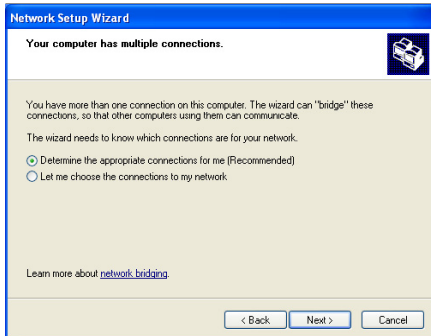 Network Setup Wizard
Your computer has multiple connections.
You have more than one connection on this computer. The wizard can "bridge" these
connections, so that other computers using them can communicate.
The wizard needs to know which connections are for your network.
Determine the appropriate connections for me (Recommended)
Let me choose the connections to my network
Learn more about network bridging.
< Back
Next >
Cancel